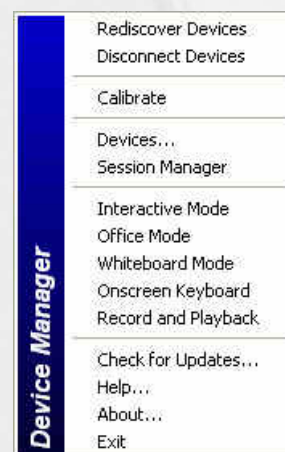 Rediscover Devices
Disconnect Devices
Calibrate
Devices...
Session Manager
Interactive Mode
Office Mode
Whiteboard Mode
Onscreen Keyboard
Record and Playback
Check for Updates...
Help...
About...
Exit
Device Manager